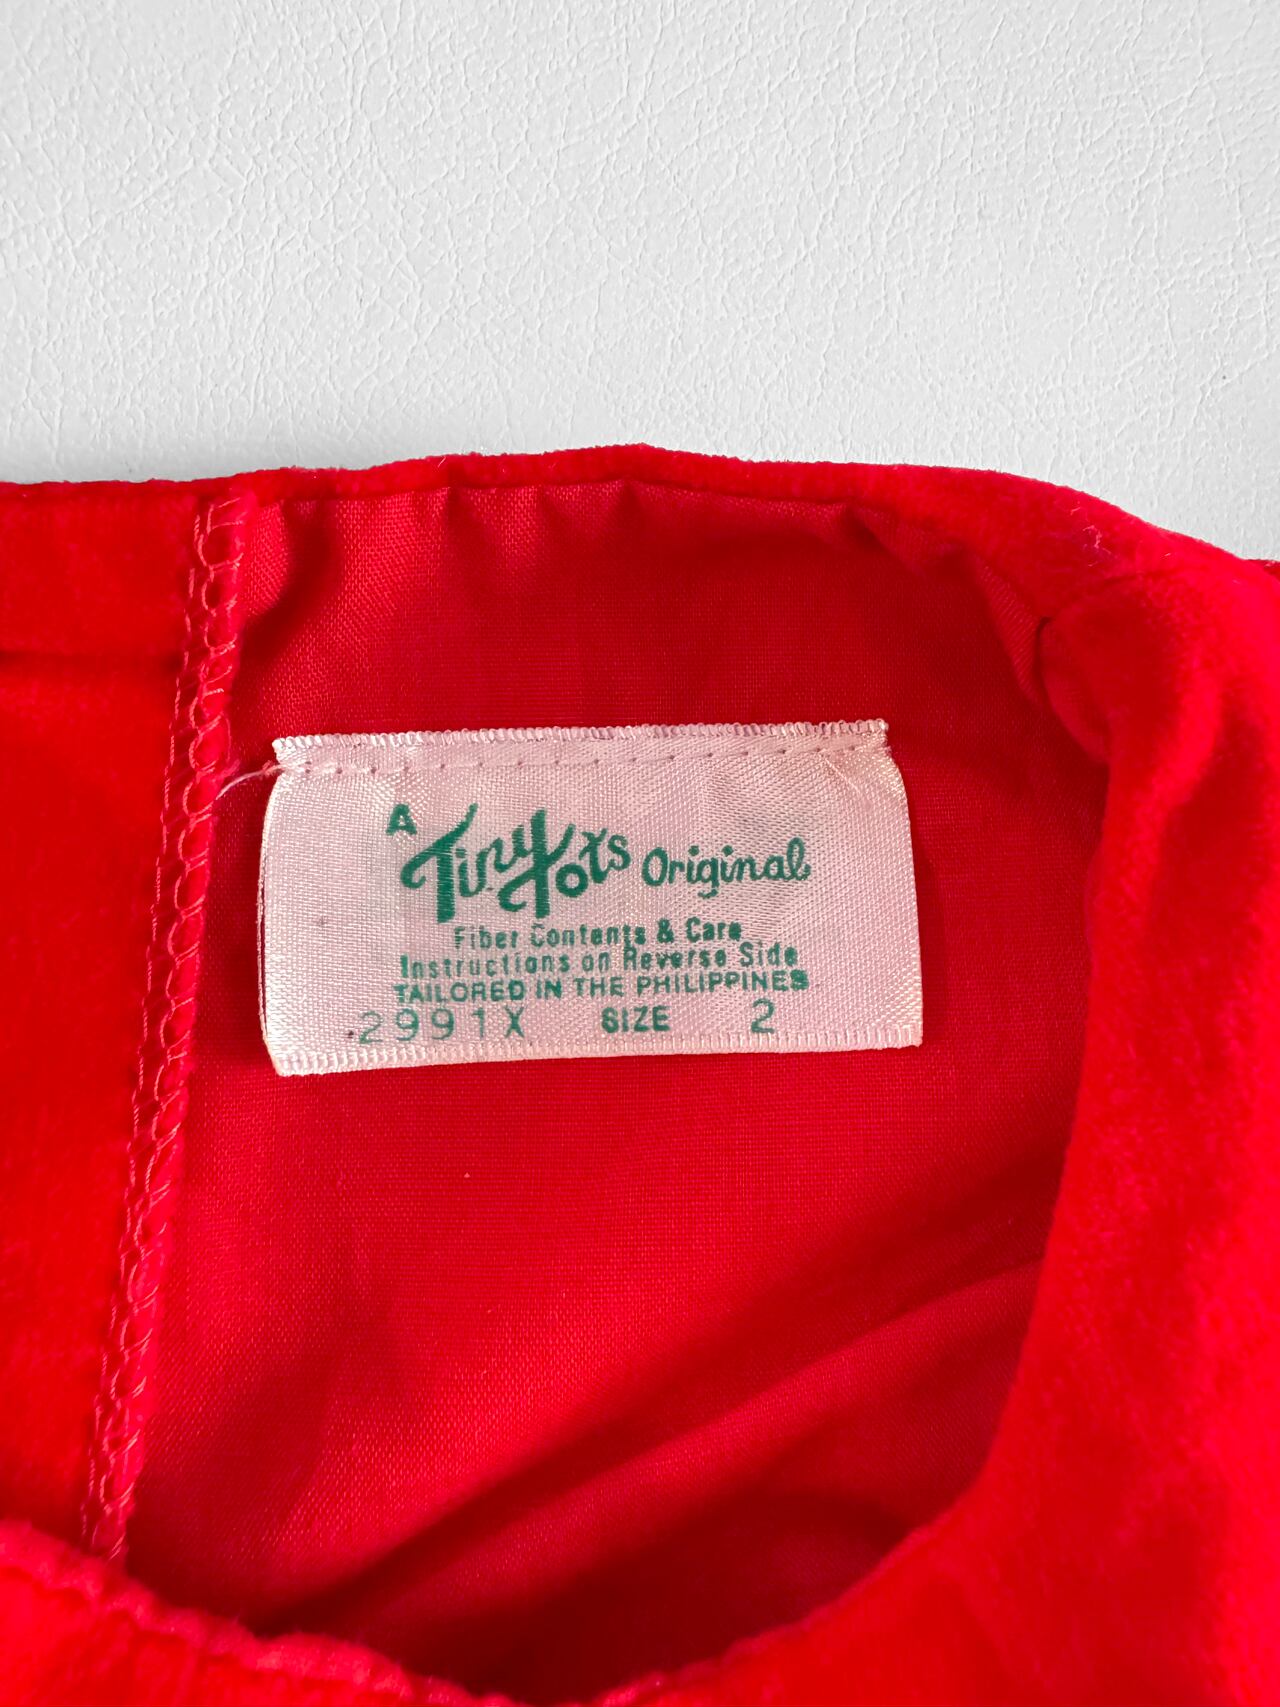 A Tiny Tots Original
Fiber Contents & Care
Instructions on Reverse Side
TAILORED IN THE PHILIPPINES
2991X SIZE 2